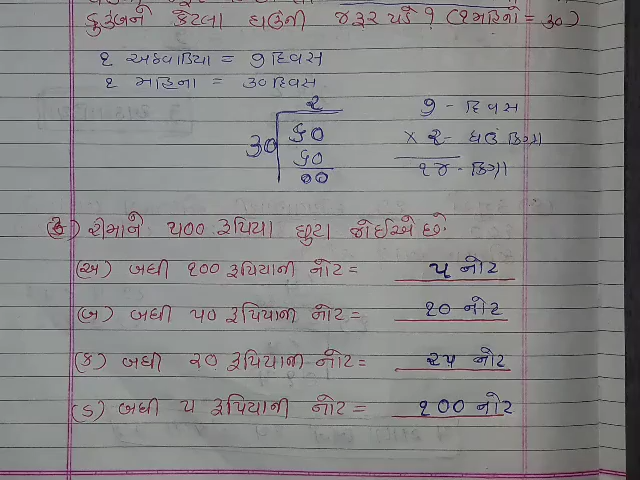 કુટુંબને કેટલા ઘઉંની જરૂર પડે ? (૧ મહિનો = ૩૦)
૧ અઠવાડિયા = ૭ દિવસ
૧ મહિના = ૩૦ દિવસ
૨
૩૦ ૬૦
૬૦
૦૦
૭ - દિવસ
× ૨ - ઘઉં કિગ્રા
૧૪ - કિગ્રા
રીમાને ૫૦૦ રૂપિયા છુટા જોઈએ છે.
(અ) બધી ૧૦૦ રૂપિયાની નોટ = ૫ નોટ
(બ) બધી ૫૦ રૂપિયાની નોટ = ૧૦ નોટ
(ક) બધી ૨૦ રૂપિયાની નોટ = ૨૫ નોટ
(ડ) બધી ૫ રૂપિયાની નોટ = ૧૦૦ નોટ